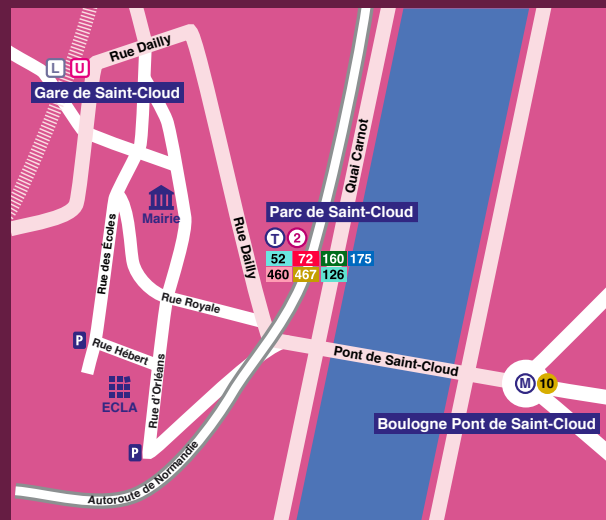 Rue Dailly
L U
Gare de Saint-Cloud
Quai Carnot
Mairie
Parc de Saint-Cloud
T 2
52 72 160 175
460 467 126
Rue des Écoles
Rue Dailly
Rue Royale
P
Rue Hébert
Pont de Saint-Cloud
M 10
ECLA
Rue d'Orléans
Boulogne Pont de Saint-Cloud
P
Autoroute de Normandie